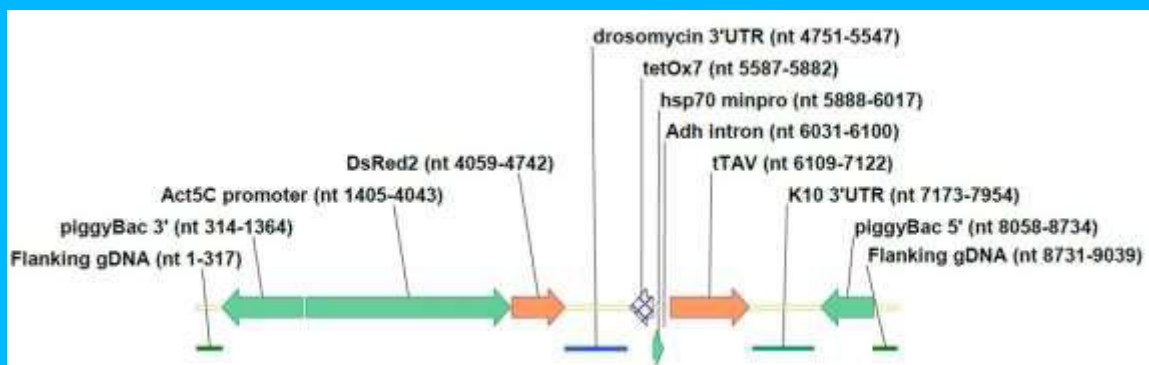 drosomycin 3'UTR (nt 4751-5547)
tetOx7 (nt 5587-5882)
hsp70 minpro (nt 5888-6017)
Adh intron (nt 6031-6100)
DsRed2 (nt 4059-4742)
tTAV (nt 6109-7122)
Act5C promoter (nt 1405-4043)
K10 3'UTR (nt 7173-7954)
piggyBac 3' (nt 314-1364)
piggyBac 5' (nt 8058-8734)
Flanking gDNA (nt 1-317)
Flanking gDNA (nt 8731-9039)